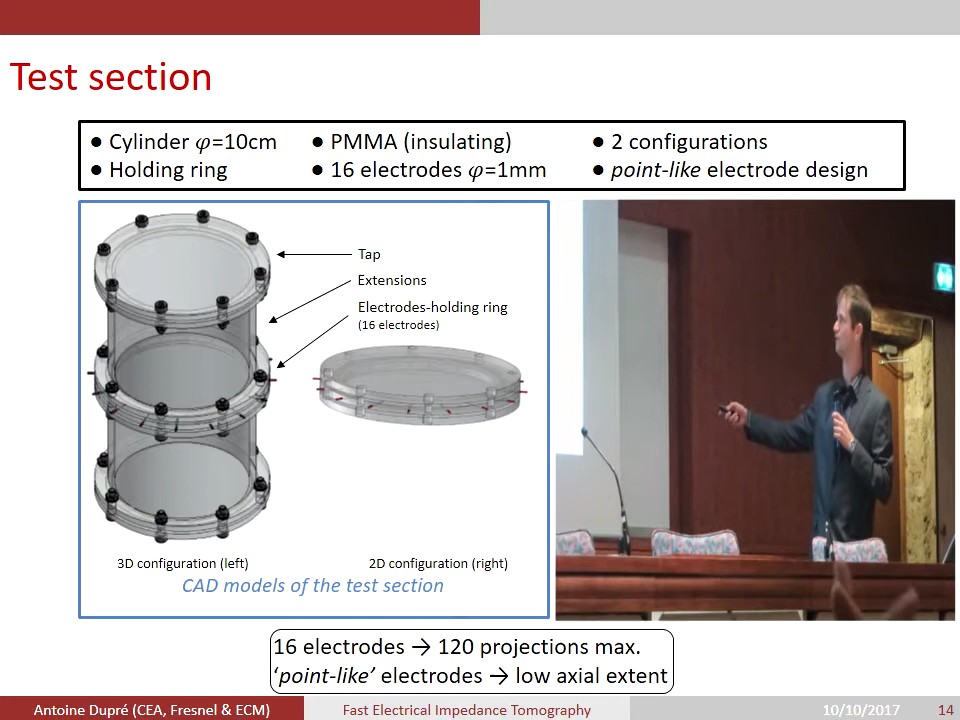 Test section
● Cylinder φ=10cm ● PMMA (insulating) ● 2 configurations
● Holding ring ● 16 electrodes φ=1mm ● point-like electrode design
Tap
Extensions
Electrodes-holding ring
(16 electrodes)
3D configuration (left) 2D configuration (right)
CAD models of the test section
16 electrodes → 120 projections max.
‘point-like’ electrodes → low axial extent
Antoine Dupré (CEA, Fresnel & ECM) Fast Electrical Impedance Tomography 10/10/2017 14